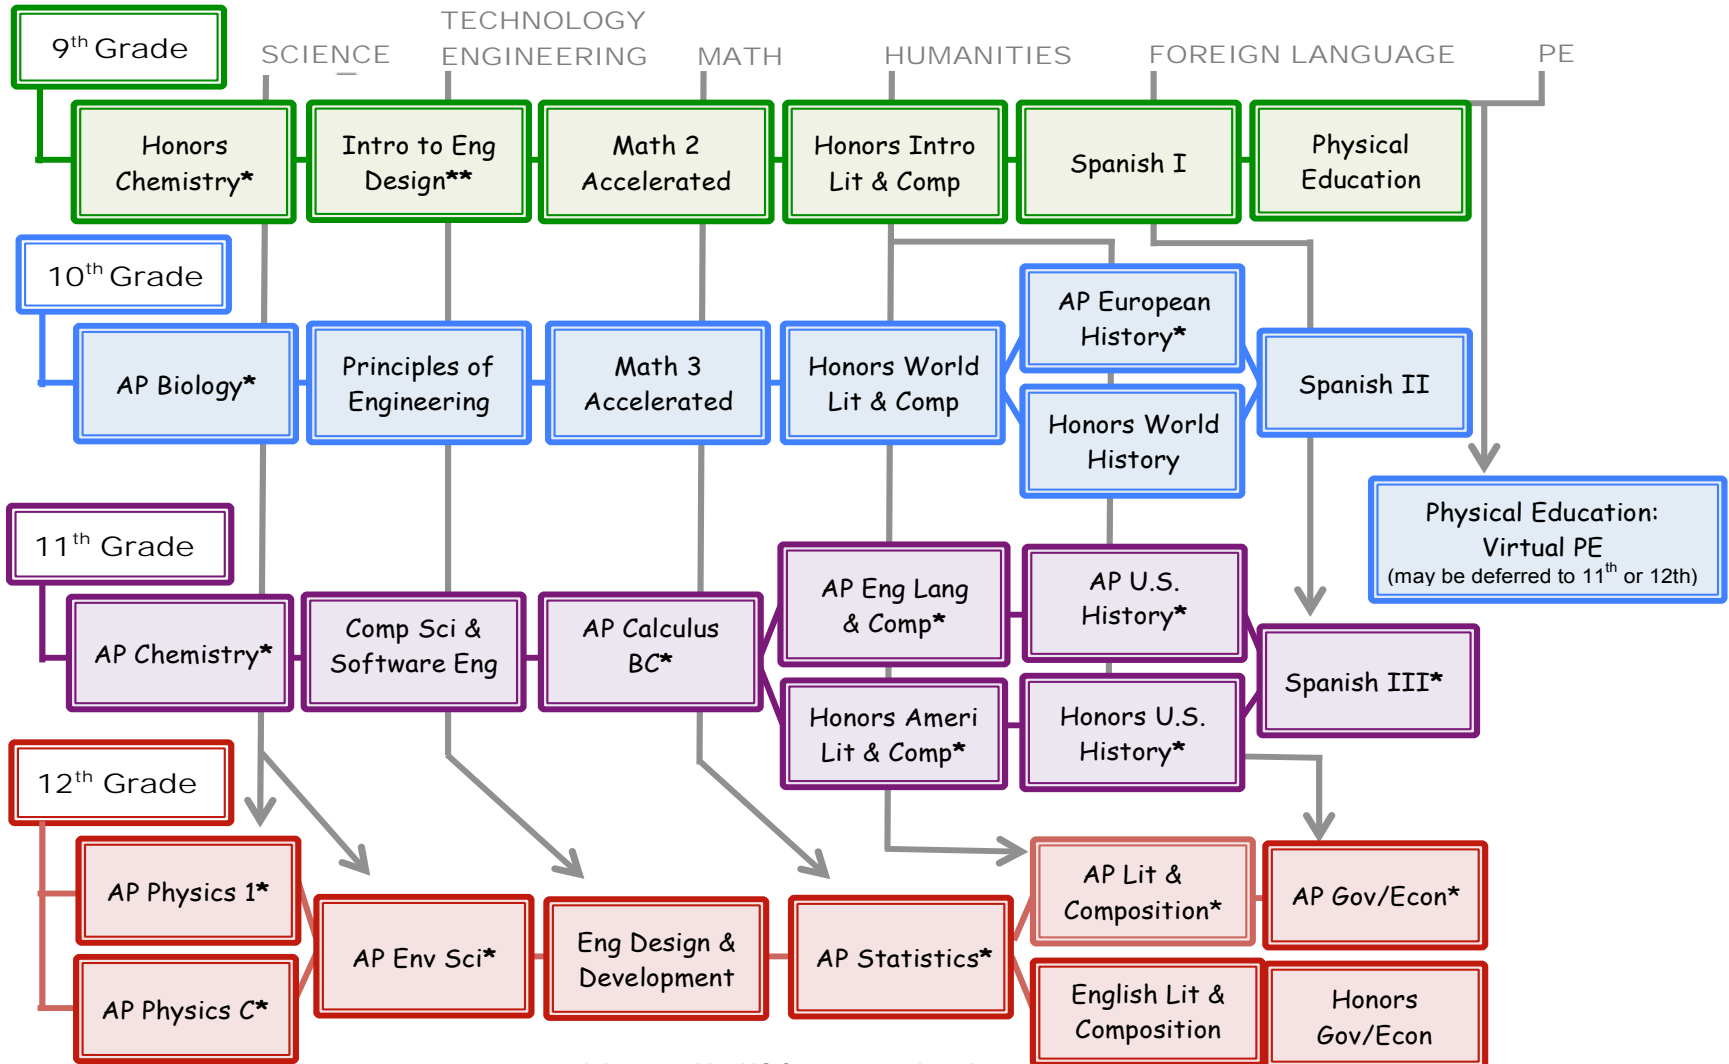 9th Grade
SCIENCE
TECHNOLOGY
ENGINEERING
MATH
HUMANITIES
FOREIGN LANGUAGE
PE
Honors
Chemistry*
Intro to Eng
Design**
Math 2
Accelerated
Honors Intro
Lit & Comp
Spanish I
Physical
Education
10th Grade
AP Biology*
Principles of
Engineering
Math 3
Accelerated
Honors World
Lit & Comp
AP European
History*
Honors World
History
Spanish II
Physical Education:
Virtual PE
(may be deferred to 11th or 12th)
11th Grade
AP Chemistry*
Comp Sci &
Software Eng
AP Calculus
BC*
AP Eng Lang
& Comp*
Honors Ameri
Lit & Comp*
AP U.S.
History*
Honors U.S.
History*
Spanish III*
12th Grade
AP Physics 1*
AP Physics C*
AP Env Sci*
Eng Design &
Development
AP Statistics*
AP Lit &
Composition*
English Lit &
Composition
AP Gov/Econ*
Honors
Gov/Econ